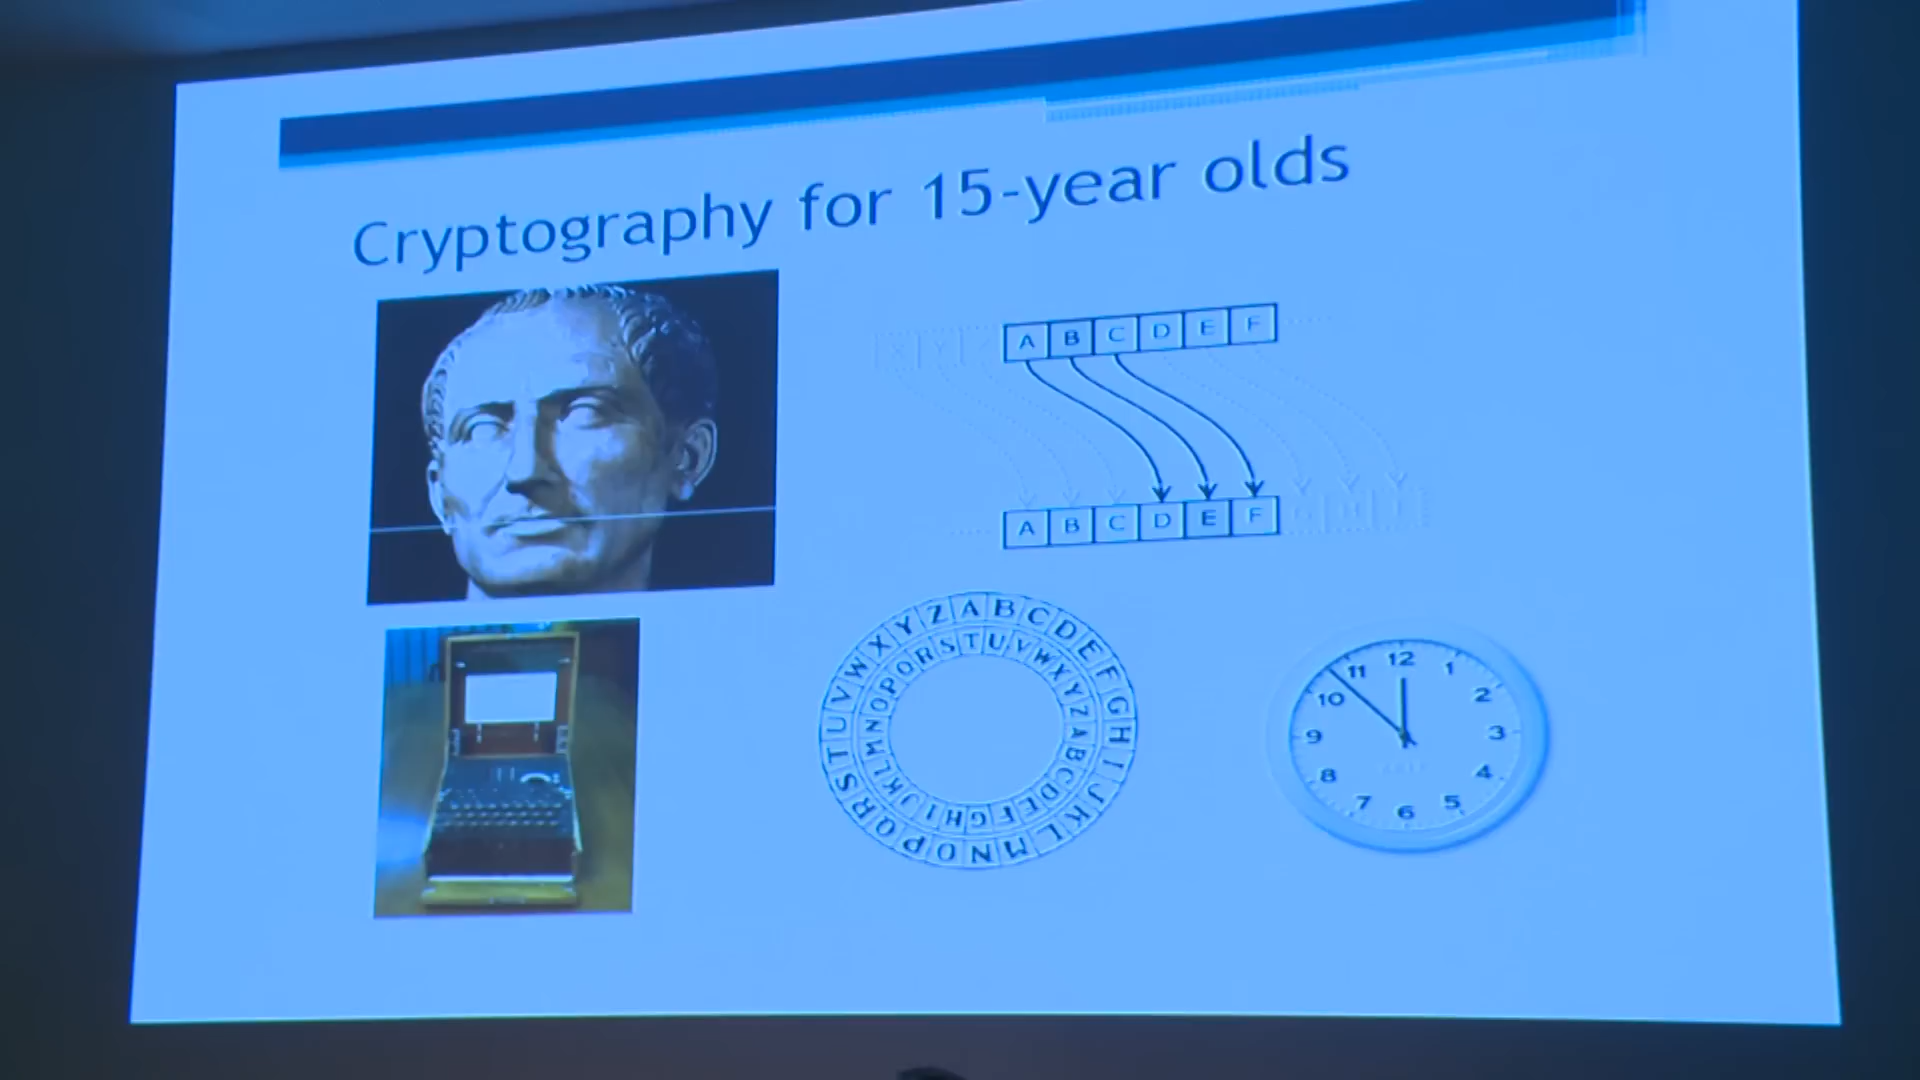 Cryptography for 15-year olds
A B C D E F
A B C D E F
A B C D E F G H I J K L M N O P Q R S T U V W X Y Z
T U V W X Y Z A B C D E F G H I J K L M N O P Q R S
12 1 2 3 4 5 6 7 8 9 10 11